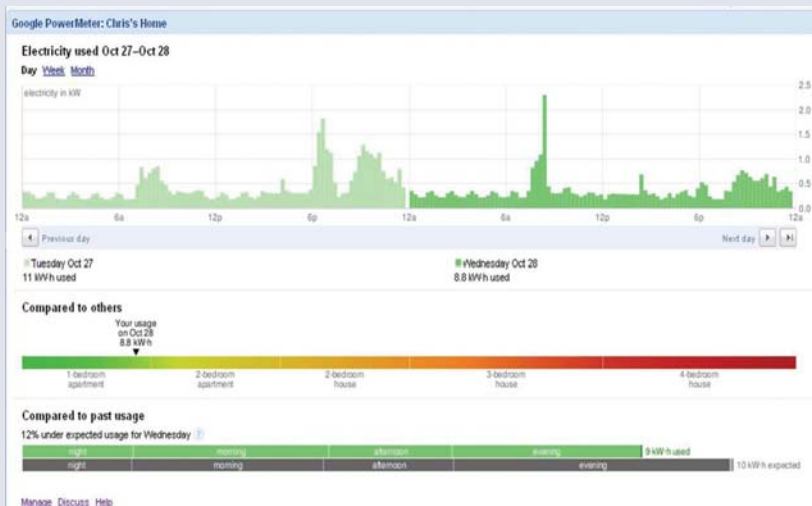 Google PowerMeter: Chris's Home
Electricity used Oct 27–Oct 28
Day Week Month
electricity in kW
2.5
2.0
1.5
1.0
0.5
0.0
12a 6a 12p 6p 12a 6a 12p 6p 12a
Previous day Next day
Tuesday Oct 27 Wednesday Oct 28
11 kW·h used 8.8 kW·h used
Compared to others
Your usage
on Oct 28
8.8 kW·h
1-bedroom 2-bedroom 2-bedroom 3-bedroom 4-bedroom
apartment apartment house house house
Compared to past usage
12% under expected usage for Wednesday ?
night morning afternoon evening 9 kW·h used
night morning afternoon evening 10 kW·h expected
Manage Discuss Help